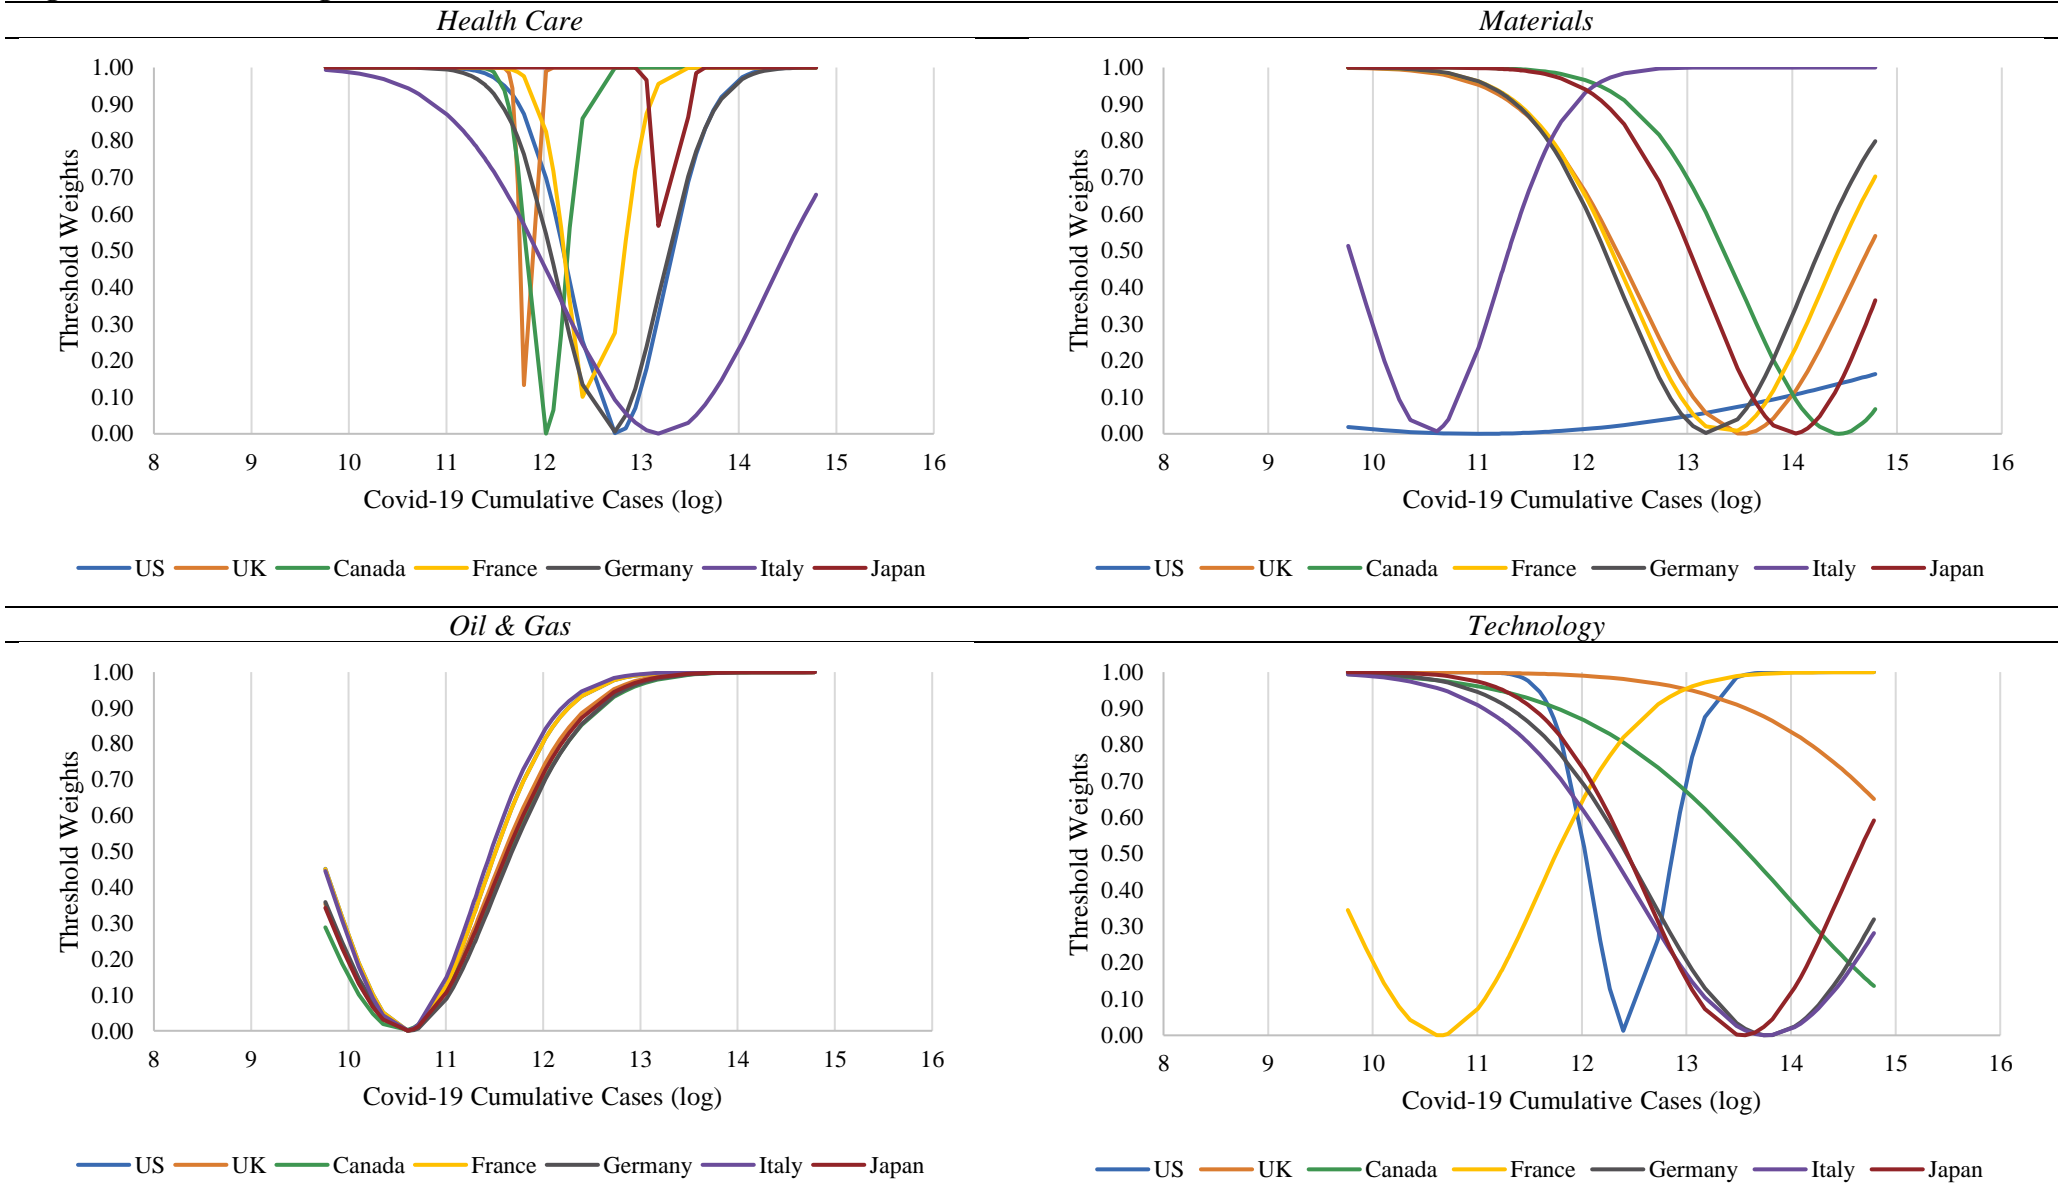 Health Care
1.00
0.90
0.80
0.70
0.60
0.50
0.40
0.30
0.20
0.10
0.00
Threshold Weights
8 9 10 11 12 13 14 15 16
Covid-19 Cumulative Cases (log)
US UK Canada France Germany Italy Japan
Materials
1.00
0.90
0.80
0.70
0.60
0.50
0.40
0.30
0.20
0.10
0.00
Threshold Weights
8 9 10 11 12 13 14 15 16
Covid-19 Cumulative Cases (log)
US UK Canada France Germany Italy Japan
Oil & Gas
1.00
0.90
0.80
0.70
0.60
0.50
0.40
0.30
0.20
0.10
0.00
Threshold Weights
8 9 10 11 12 13 14 15 16
Covid-19 Cumulative Cases (log)
US UK Canada France Germany Italy Japan
Technology
1.00
0.90
0.80
0.70
0.60
0.50
0.40
0.30
0.20
0.10
0.00
Threshold Weights
8 9 10 11 12 13 14 15 16
Covid-19 Cumulative Cases (log)
US UK Canada France Germany Italy Japan